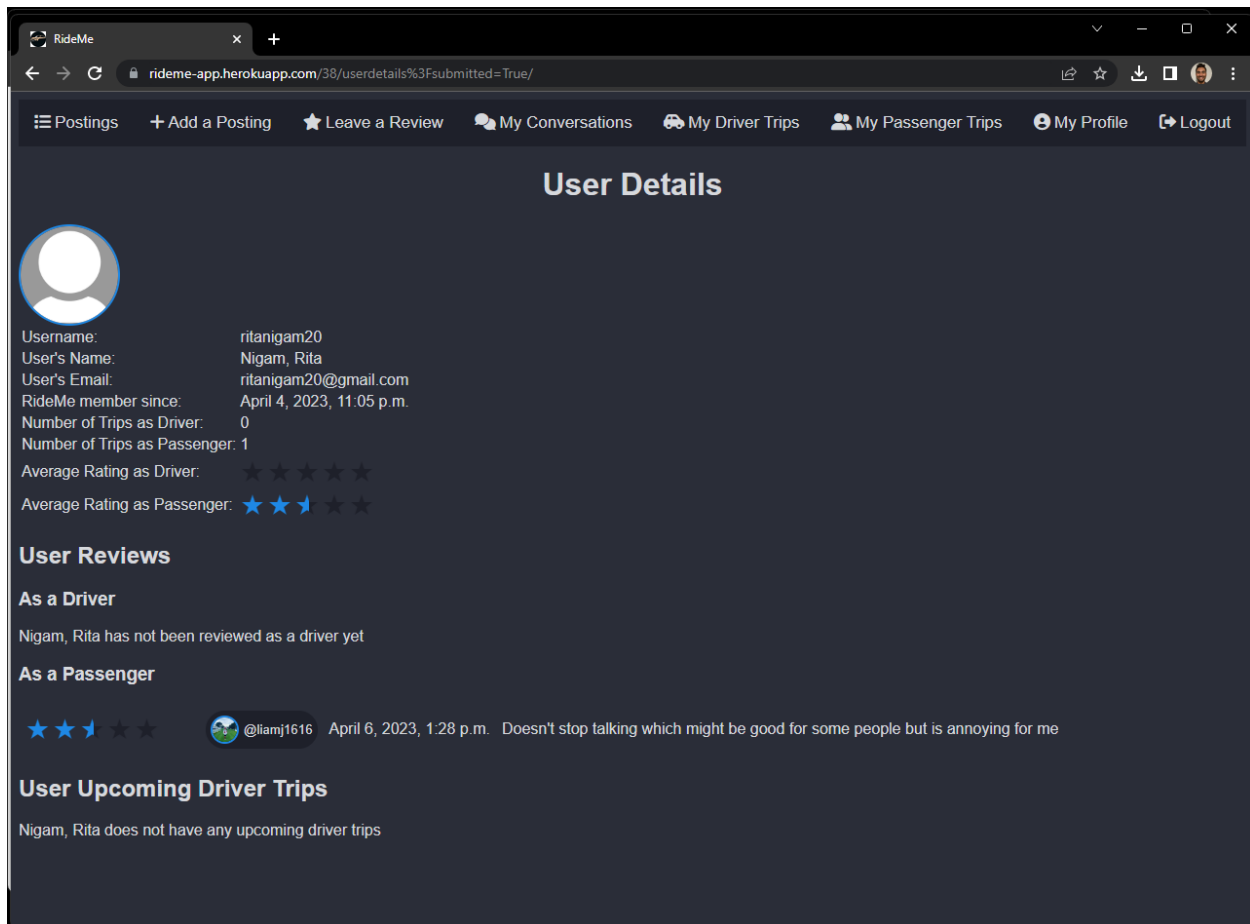 RideMe
rideme-app.herokuapp.com/38/userdetails%3Fsubmitted=True/
Postings Add a Posting Leave a Review My Conversations My Driver Trips My Passenger Trips My Profile Logout
User Details
Username: ritanigam20
User's Name: Nigam, Rita
User's Email: ritanigam20@gmail.com
RideMe member since: April 4, 2023, 11:05 p.m.
Number of Trips as Driver: 0
Number of Trips as Passenger: 1
Average Rating as Driver:
Average Rating as Passenger:
User Reviews
As a Driver
Nigam, Rita has not been reviewed as a driver yet
As a Passenger
@liamj1616 April 6, 2023, 1:28 p.m. Doesn't stop talking which might be good for some people but is annoying for me
User Upcoming Driver Trips
Nigam, Rita does not have any upcoming driver trips